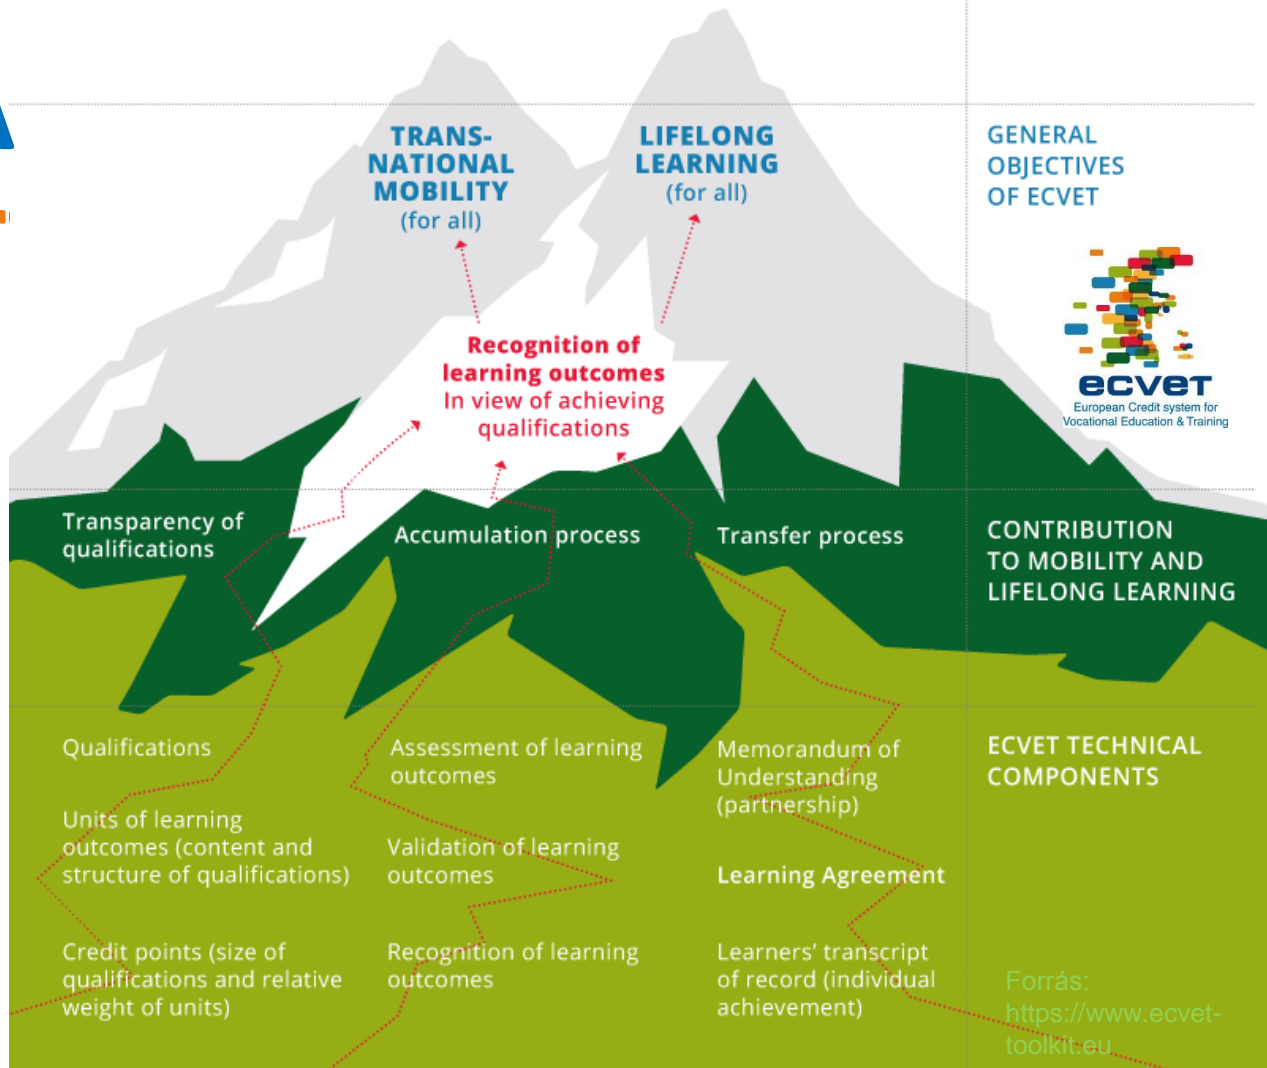 TRANS-
NATIONAL
MOBILITY
(for all)
LIFELONG
LEARNING
(for all)
GENERAL
OBJECTIVES
OF ECVET
Recognition of
learning outcomes
In view of achieving
qualifications
ecvet
European Credit system for
Vocational Education & Training
Transparency of
qualifications
Accumulation process
Transfer process
CONTRIBUTION
TO MOBILITY AND
LIFELONG LEARNING
Qualifications
Units of learning
outcomes (content and
structure of qualifications)
Credit points (size of
qualifications and relative
weight of units)
Assessment of learning
outcomes
Validation of learning
outcomes
Recognition of learning
outcomes
Memorandum of
Understanding
(partnership)
Learning Agreement
Learners’ transcript
of record (individual
achievement)
ECVET TECHNICAL
COMPONENTS
Forrás:
https://www.ecvet-
toolkit.eu